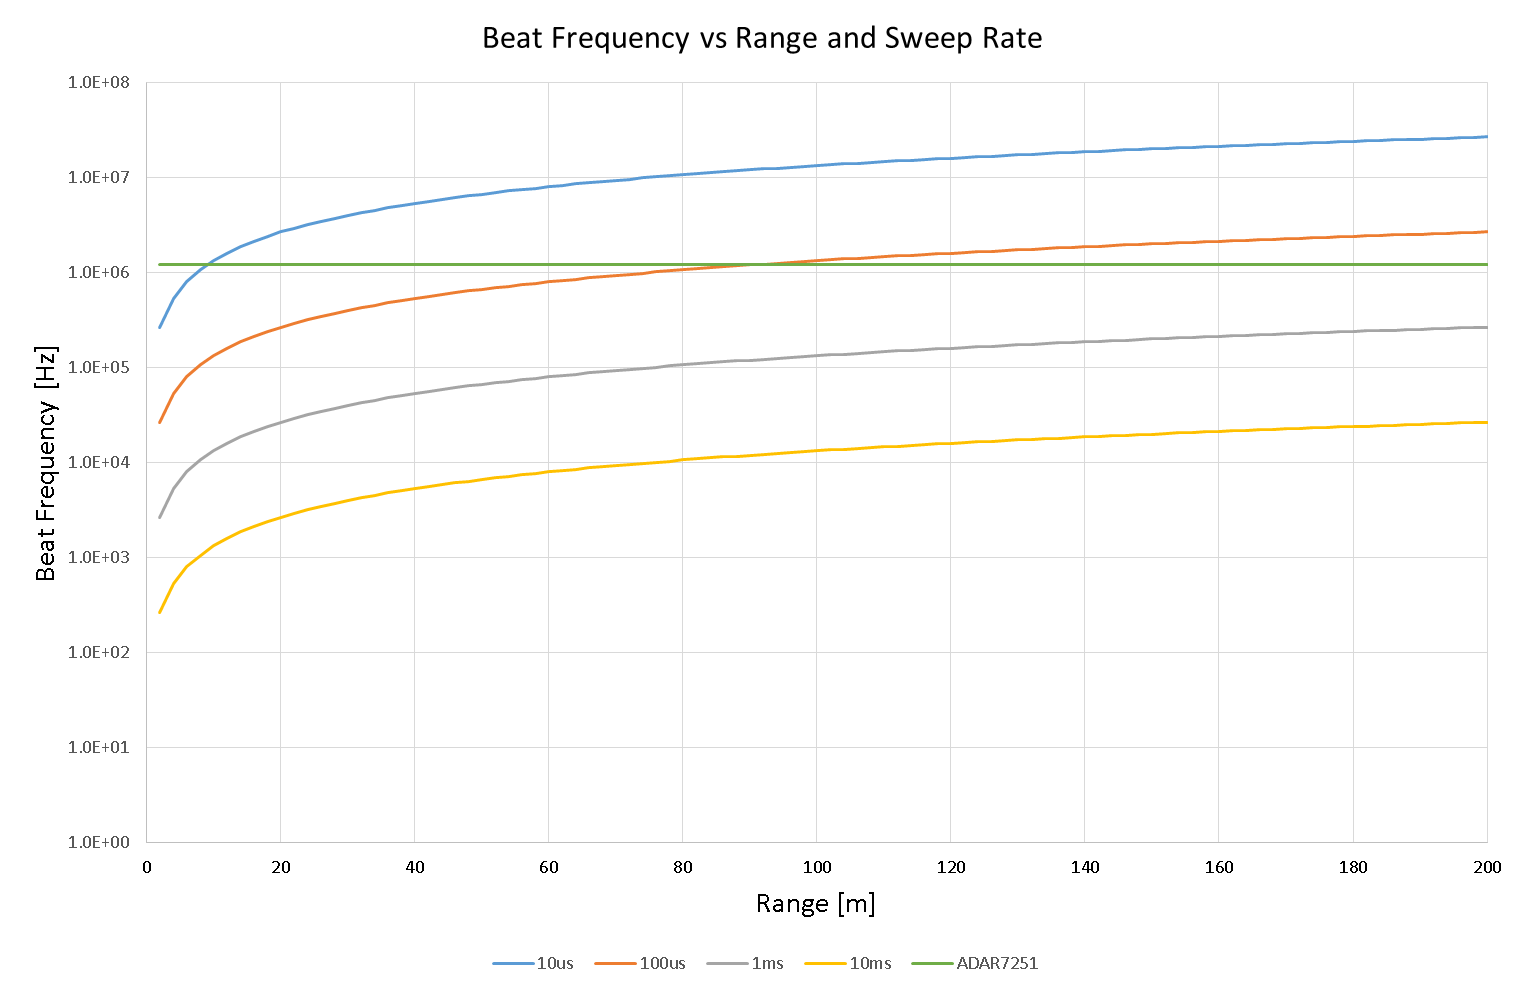 Beat Frequency vs Range and Sweep Rate
1.0E+08
1.0E+07
1.0E+06
1.0E+05
1.0E+04
1.0E+03
1.0E+02
1.0E+01
1.0E+00
Beat Frequency [Hz]
0 20 40 60 80 100 120 140 160 180 200
Range [m]
10us 100us 1ms 10ms ADAR7251